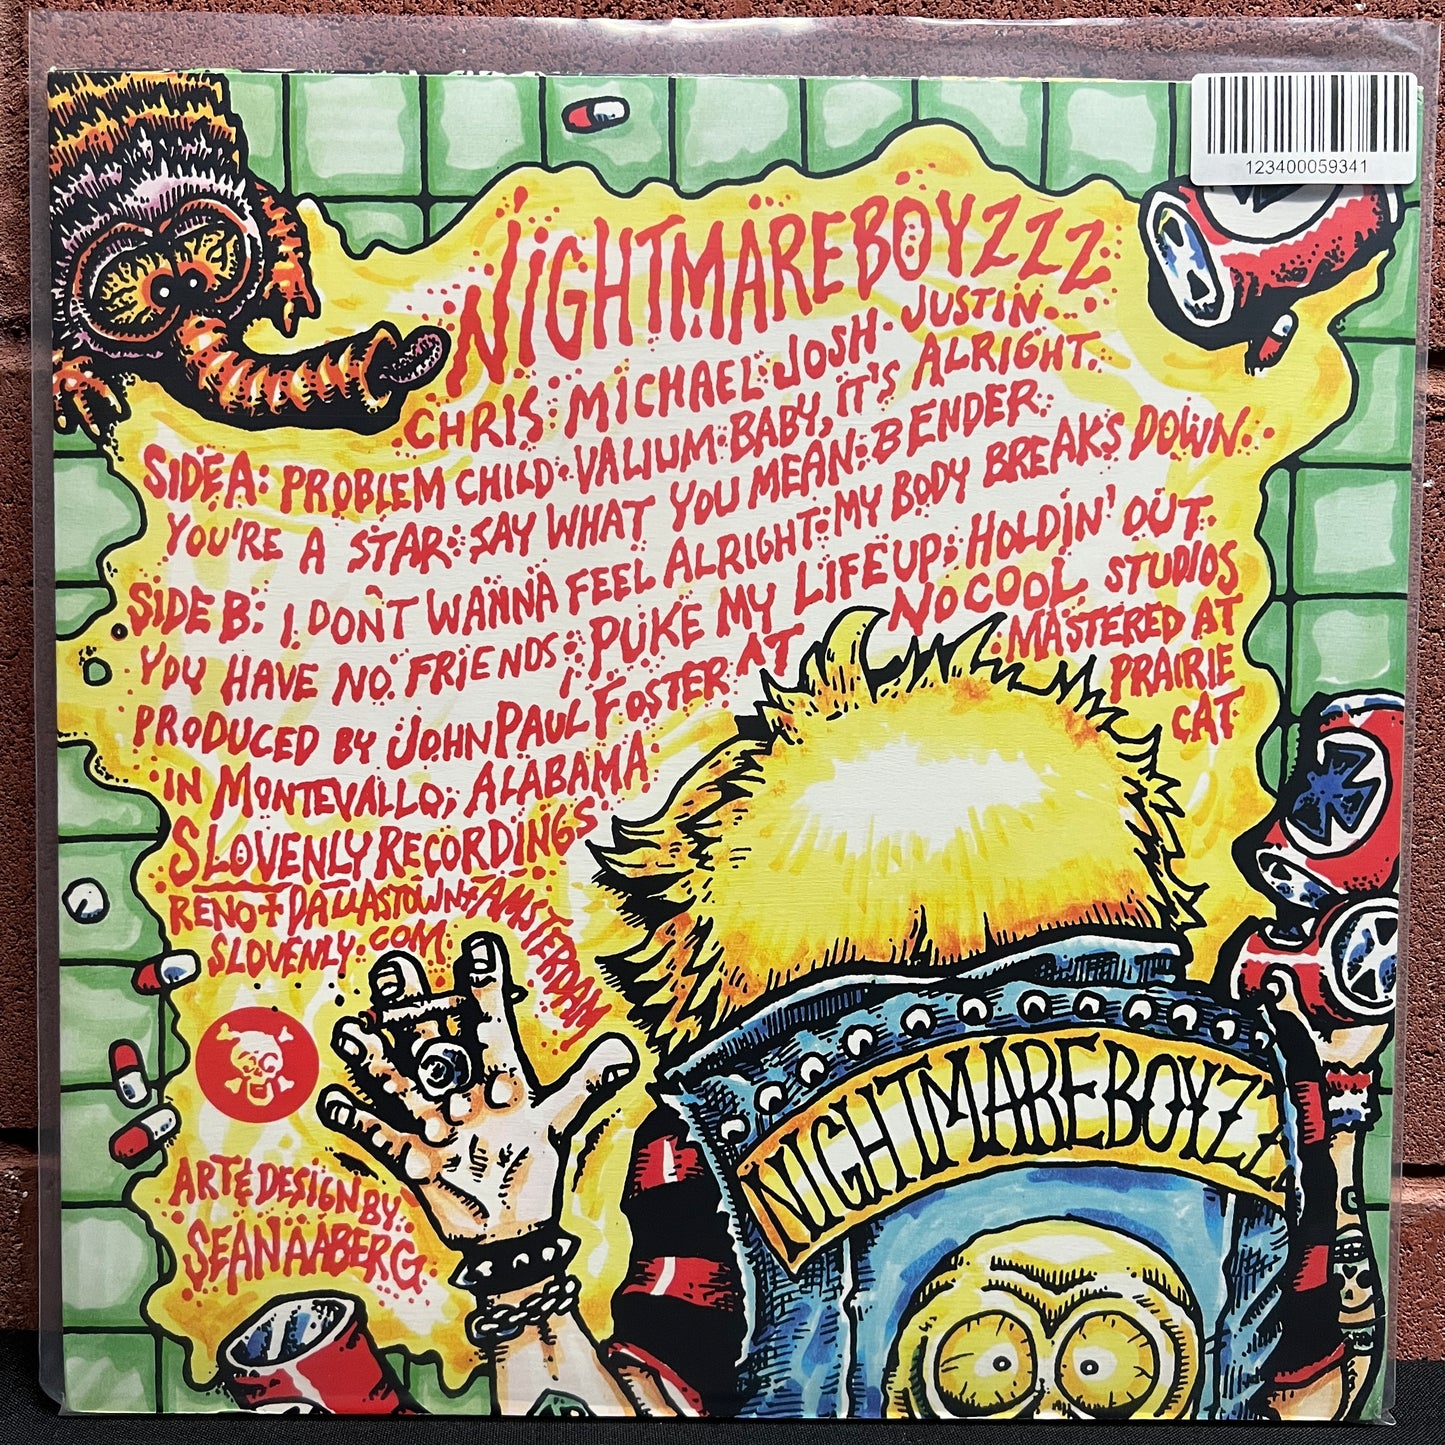 123400059341
NIGHTMAREBOYZZZ
CHRIS · MICHAEL · JOSH · JUSTIN
SIDE A: PROBLEM CHILD · VALIUM · BABY, IT'S ALRIGHT ·
YOU'RE A STAR · SAY WHAT YOU MEAN · BENDER
SIDE B: I DON'T WANNA FEEL ALRIGHT · MY BODY BREAKS DOWN ·
YOU HAVE NO FRIENDS · PUKE MY LIFE UP · HOLDIN' OUT ·
PRODUCED BY JOHN PAUL FOSTER AT NO COOL STUDIOS
IN MONTEVALLO, ALABAMA · MASTERED AT
PRAIRIE
CAT
SLOVENLY RECORDINGS
RENO + DALLASTOWN + AMSTERDAM
SLOVENLY.COM
ART & DESIGN BY
SEAN ÄABERG
NIGHTMAREBOYZZ